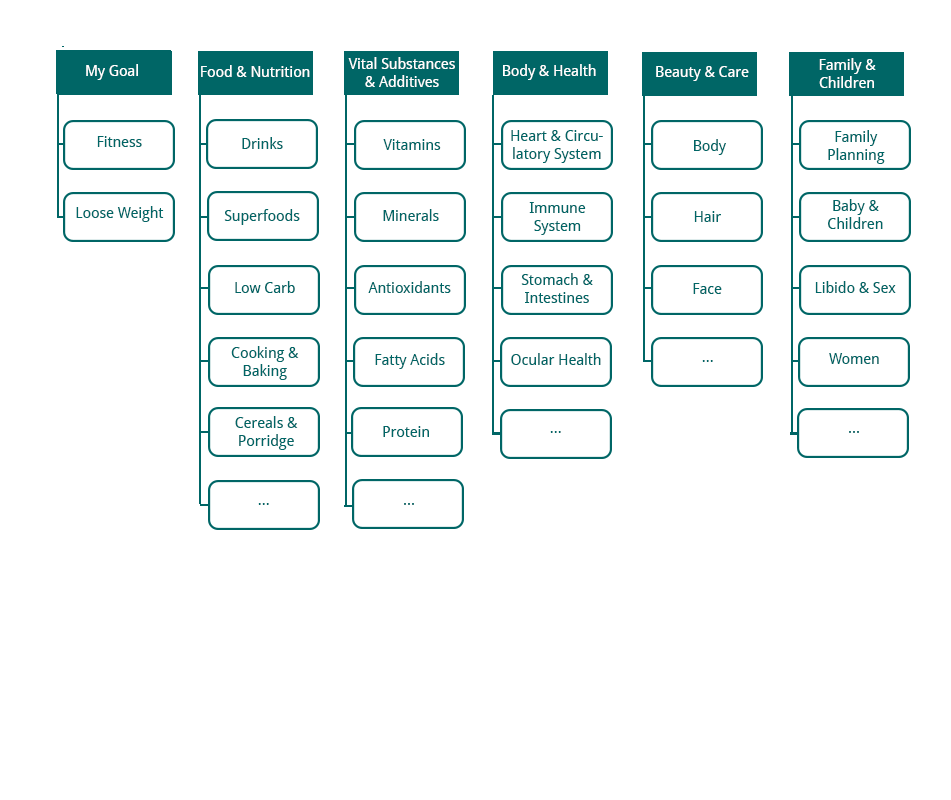 My Goal
Fitness
Loose Weight
Food & Nutrition
Drinks
Superfoods
Low Carb
Cooking &
Baking
Cereals &
Porridge
...
Vital Substances
& Additives
Vitamins
Minerals
Antioxidants
Fatty Acids
Protein
...
Body & Health
Heart & Circu-
latory System
Immune
System
Stomach &
Intestines
Ocular Health
...
Beauty & Care
Body
Hair
Face
...
Family &
Children
Family
Planning
Baby &
Children
Libido & Sex
Women
...